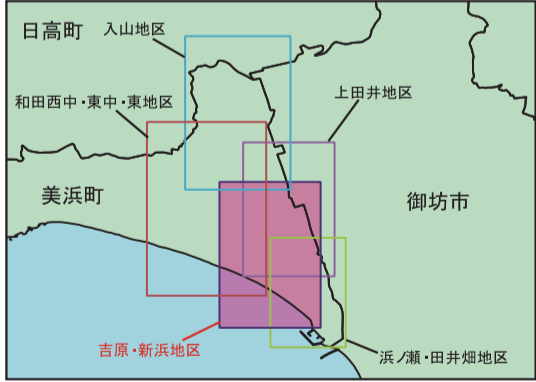 日高町
入山地区
和田西中・東中・東地区
上田井地区
美浜町
御坊市
吉原・新浜地区
浜ノ瀬・田井畑地区